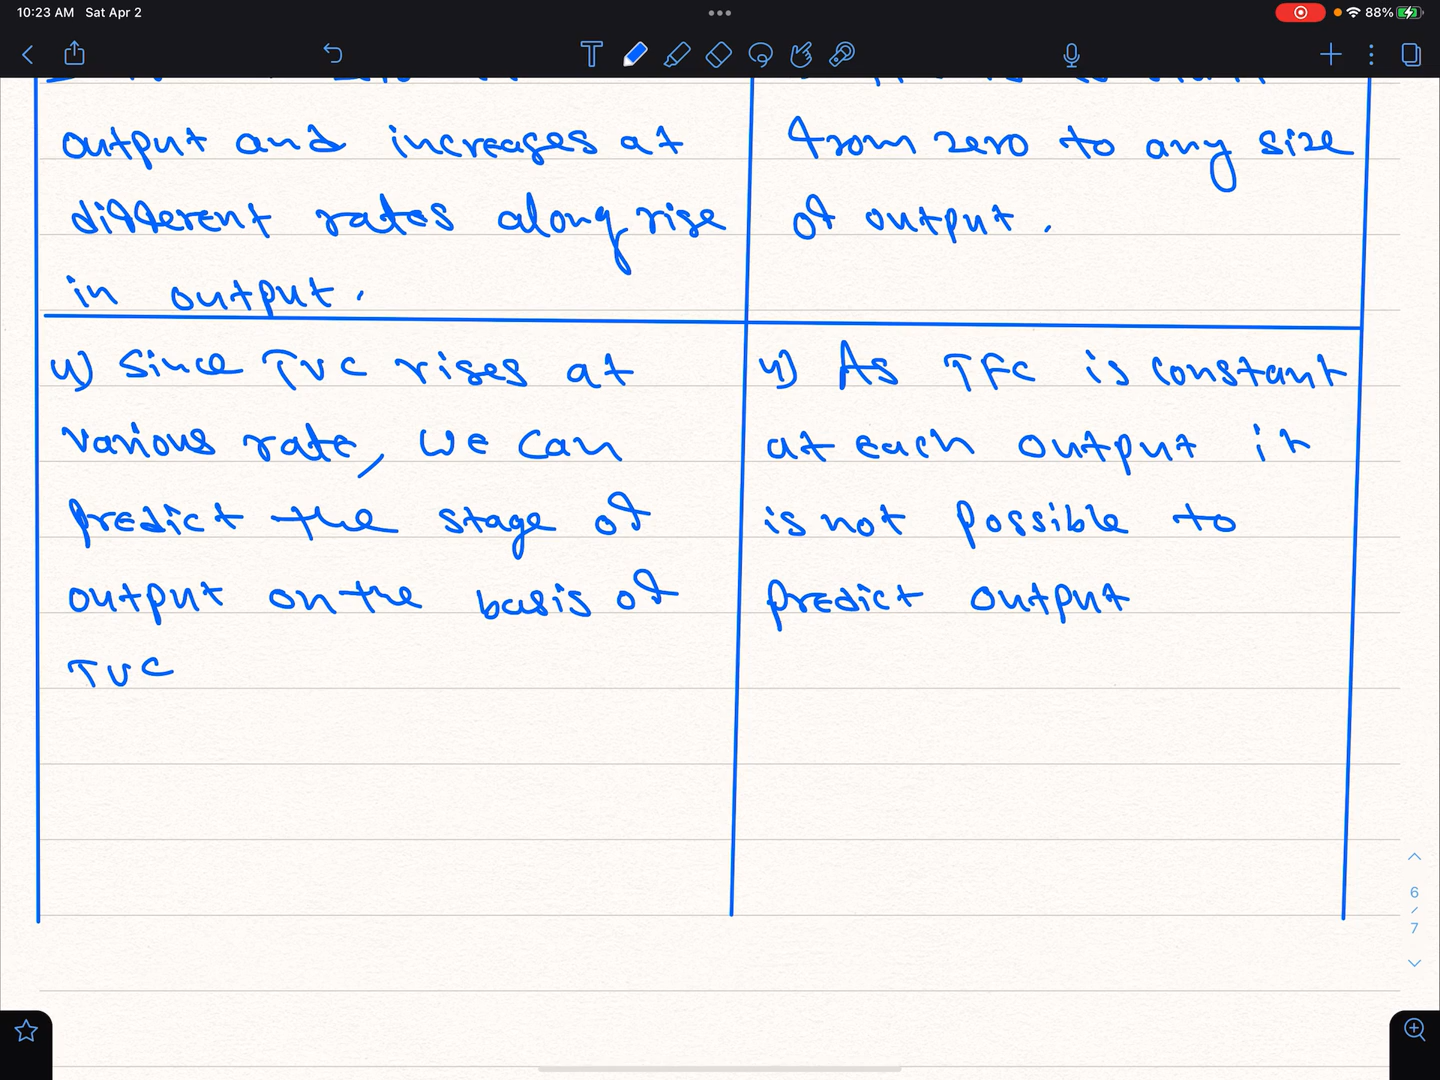 10:23 AM Sat Apr 2
88%
output and increases at
different rates along rise
in output.
from zero to any size
of output.
4) Since TVC rises at
various rate, we can
predict the stage of
output on the basis of
TVC
4) As TFC is constant
at each output it
is not possible to
predict output
6
/
7